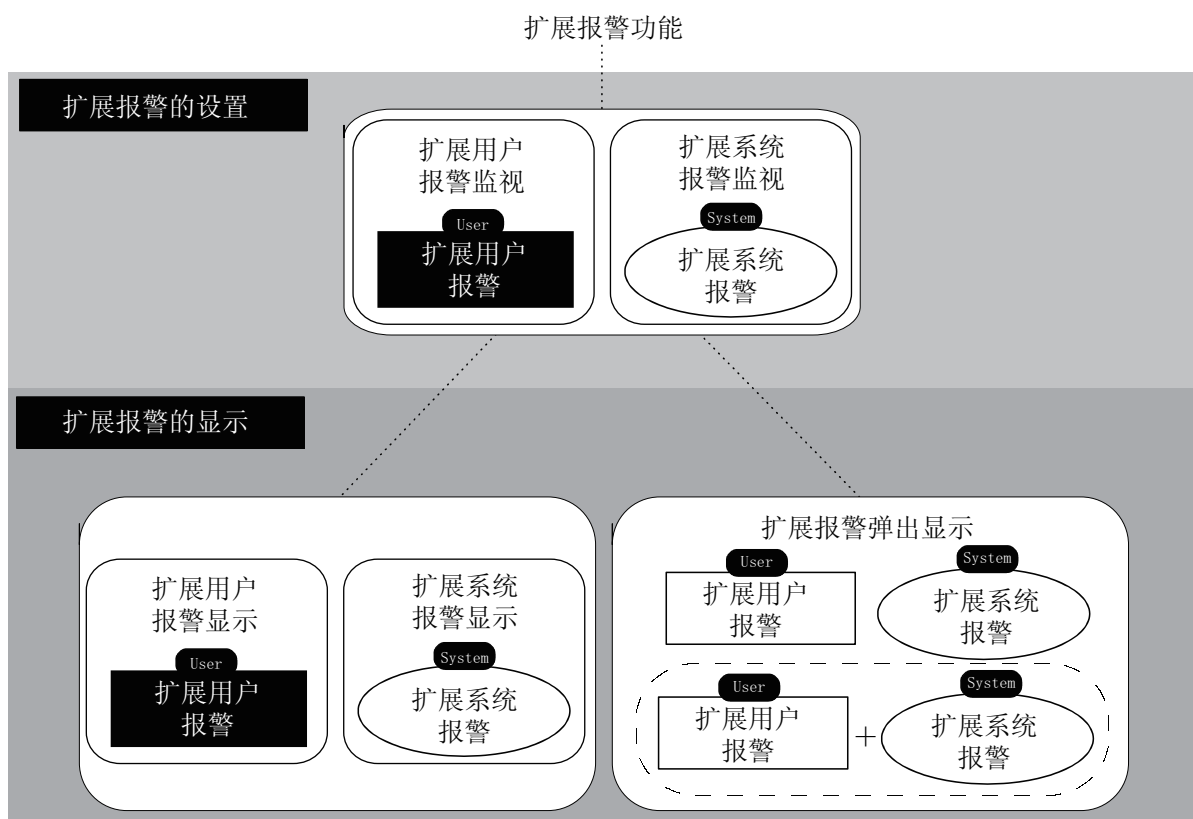 扩展报警功能
扩展报警的设置
扩展用户
报警监视
User
扩展用户
报警
扩展系统
报警监视
System
扩展系统
报警
扩展报警的显示
扩展用户
报警显示
User
扩展用户
报警
扩展系统
报警显示
System
扩展系统
报警
扩展报警弹出显示
User
扩展用户
报警
System
扩展系统
报警
User
扩展用户
报警
+
System
扩展系统
报警